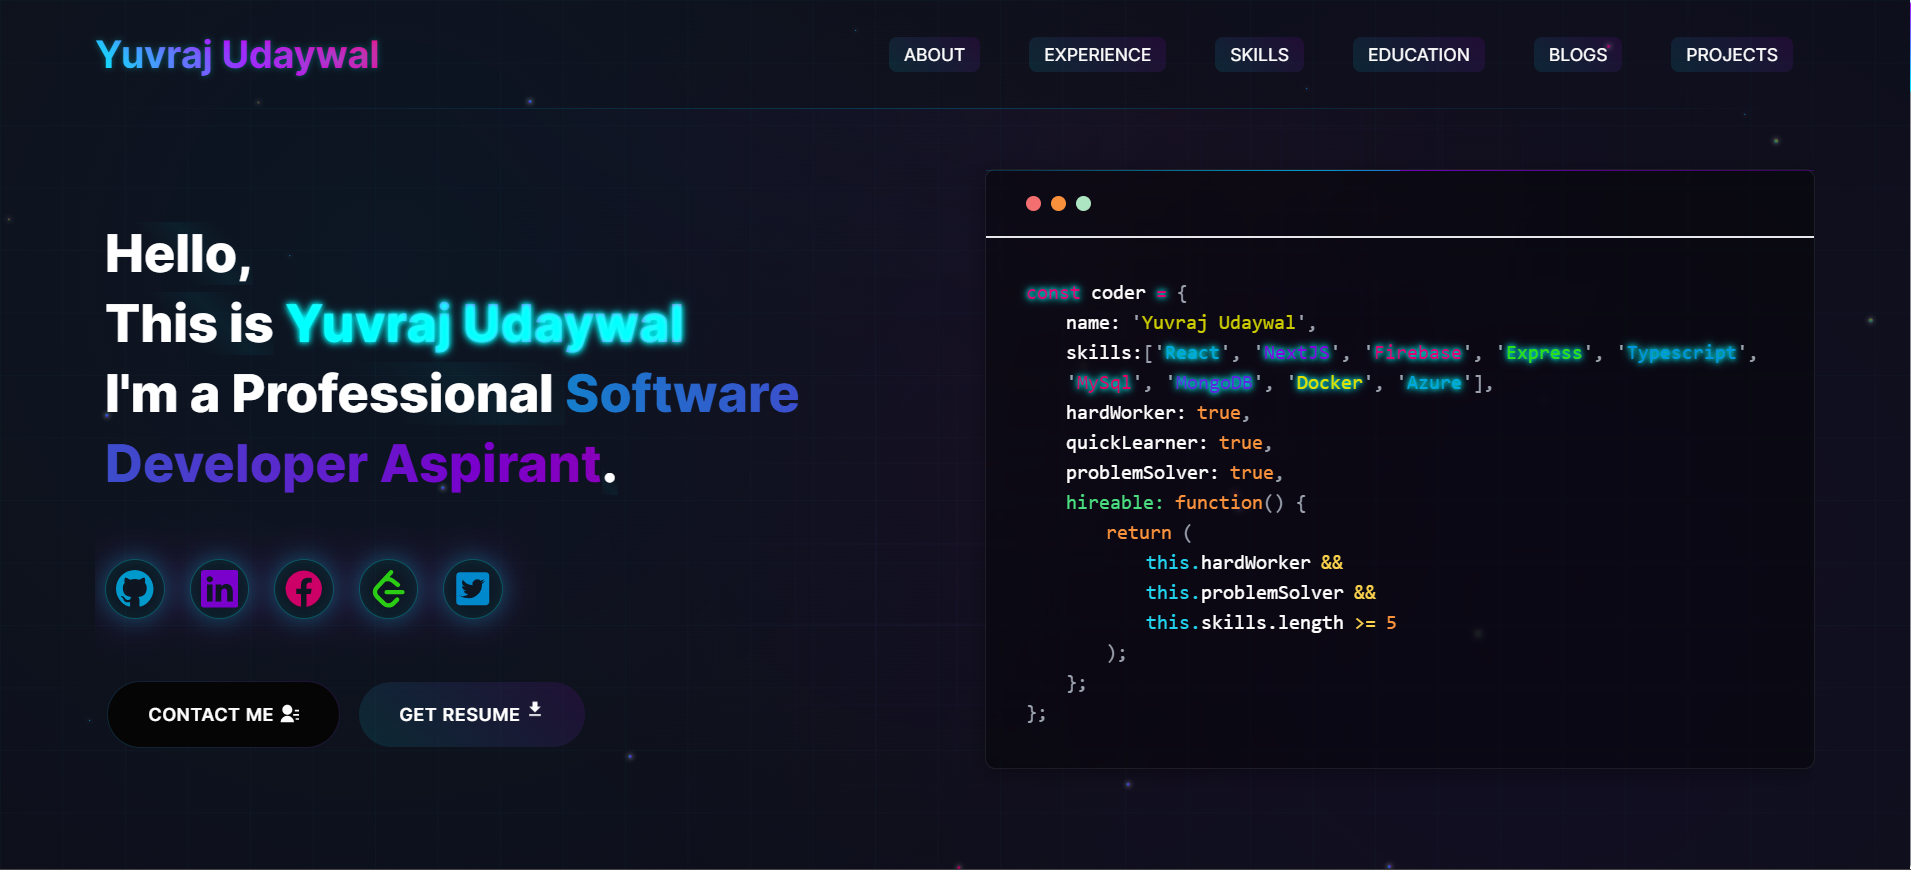 Yuvraj Udaywal
ABOUT
EXPERIENCE
SKILLS
EDUCATION
BLOGS
PROJECTS
Hello,
This is Yuvraj Udaywal
I'm a Professional Software
Developer Aspirant.
CONTACT ME
GET RESUME
const coder = {
name: 'Yuvraj Udaywal',
skills:['React', 'NextJS', 'Firebase', 'Express', 'Typescript',
'MySql', 'MongoDB', 'Docker', 'Azure'],
hardWorker: true,
quickLearner: true,
problemSolver: true,
hireable: function() {
return (
this.hardWorker &&
this.problemSolver &&
this.skills.length >= 5
);
};
};